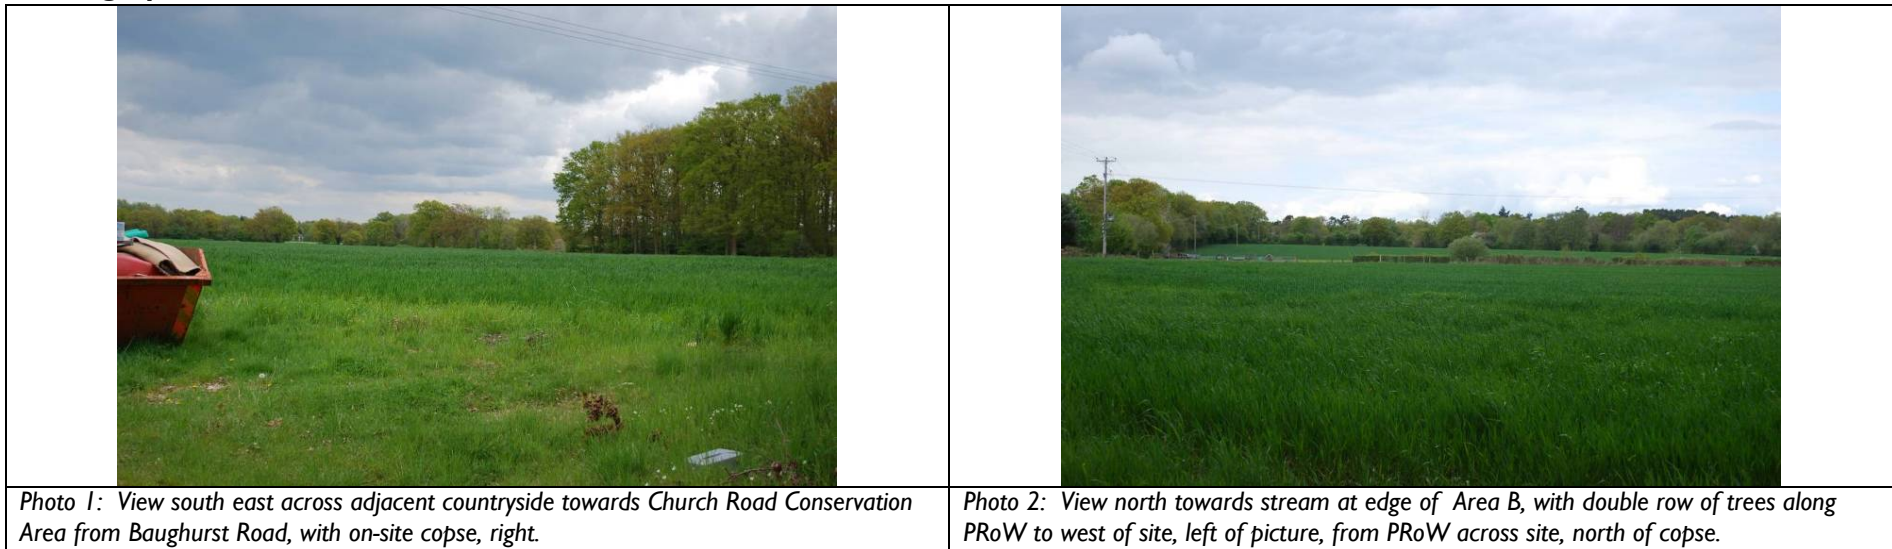 Photo 1: View south east across adjacent countryside towards Church Road Conservation
Area from Baughurst Road, with on-site copse, right.
Photo 2: View north towards stream at edge of Area B, with double row of trees along
PRoW to west of site, left of picture, from PRoW across site, north of copse.